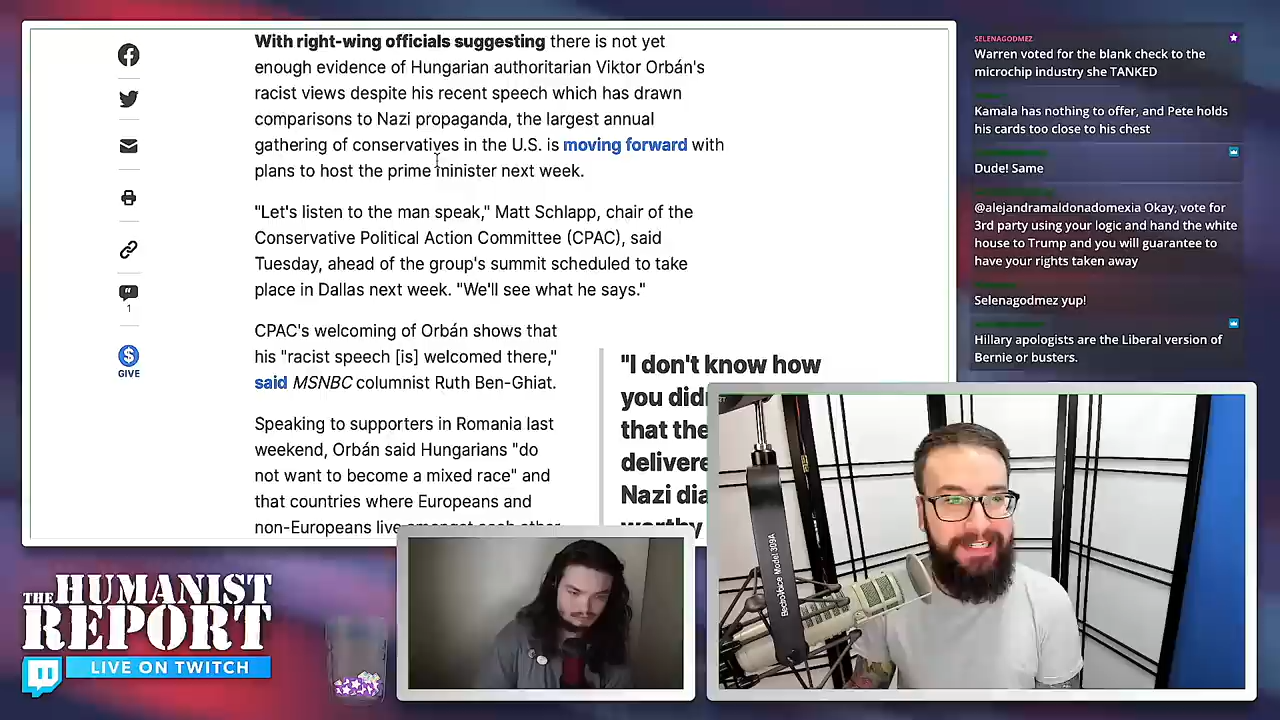 With right-wing officials suggesting there is not yet
enough evidence of Hungarian authoritarian Viktor Orbán's
racist views despite his recent speech which has drawn
comparisons to Nazi propaganda, the largest annual
gathering of conservatives in the U.S. is moving forward with
plans to host the prime minister next week.
"Let's listen to the man speak," Matt Schlapp, chair of the
Conservative Political Action Committee (CPAC), said
Tuesday, ahead of the group's summit scheduled to take
place in Dallas next week. "We'll see what he says."
CPAC's welcoming of Orbán shows that
his "racist speech [is] welcomed there,"
said MSNBC columnist Ruth Ben-Ghiat.
Speaking to supporters in Romania last
weekend, Orbán said Hungarians "do
not want to become a mixed race" and
that countries where Europeans and
non-Europeans live amongst each other
1
GIVE
"I don't know how
you did
that the
delivere
Nazi dia
worthy
SELENAGODMEZ
Warren voted for the blank check to the
microchip industry she TANKED
Kamala has nothing to offer, and Pete holds
his cards too close to his chest
Dude! Same
@alejandramaldonadomexia Okay, vote for
3rd party using your logic and hand the white
house to Trump and you will guarantee to
have your rights taken away
Selenagodmez yup!
Hillary apologists are the Liberal version of
Bernie or busters.
THE HUMANIST
REPORT
LIVE ON TWITCH
ElectroVoice Model 309A